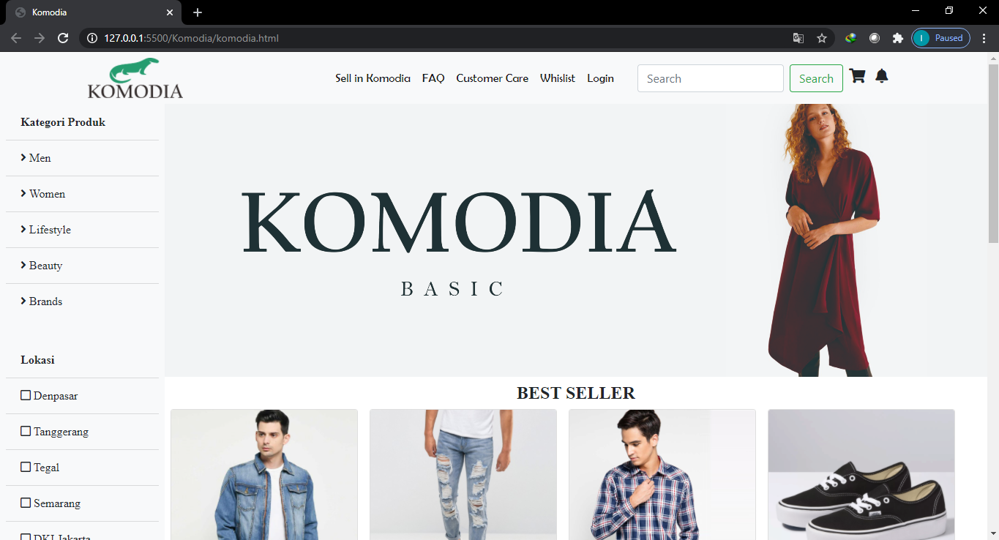 Komodia
127.0.0.1:5500/Komodia/komodia.html
I Paused
KOMODIA
Sell in Komodia FAQ Customer Care Whislist Login Search Search
Kategori Produk
Men
Women
Lifestyle
Beauty
Brands
Lokasi
Denpasar
Tanggerang
Tegal
Semarang
DKI Jakarta
KOMODIA
BASIC
BEST SELLER